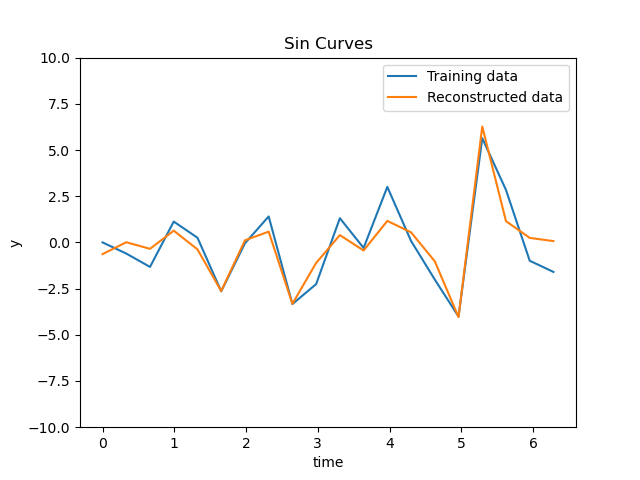 Sin Curves
Training data
Reconstructed data
10.0
7.5
5.0
2.5
0.0
−2.5
−5.0
−7.5
−10.0
y
0 1 2 3 4 5 6
time